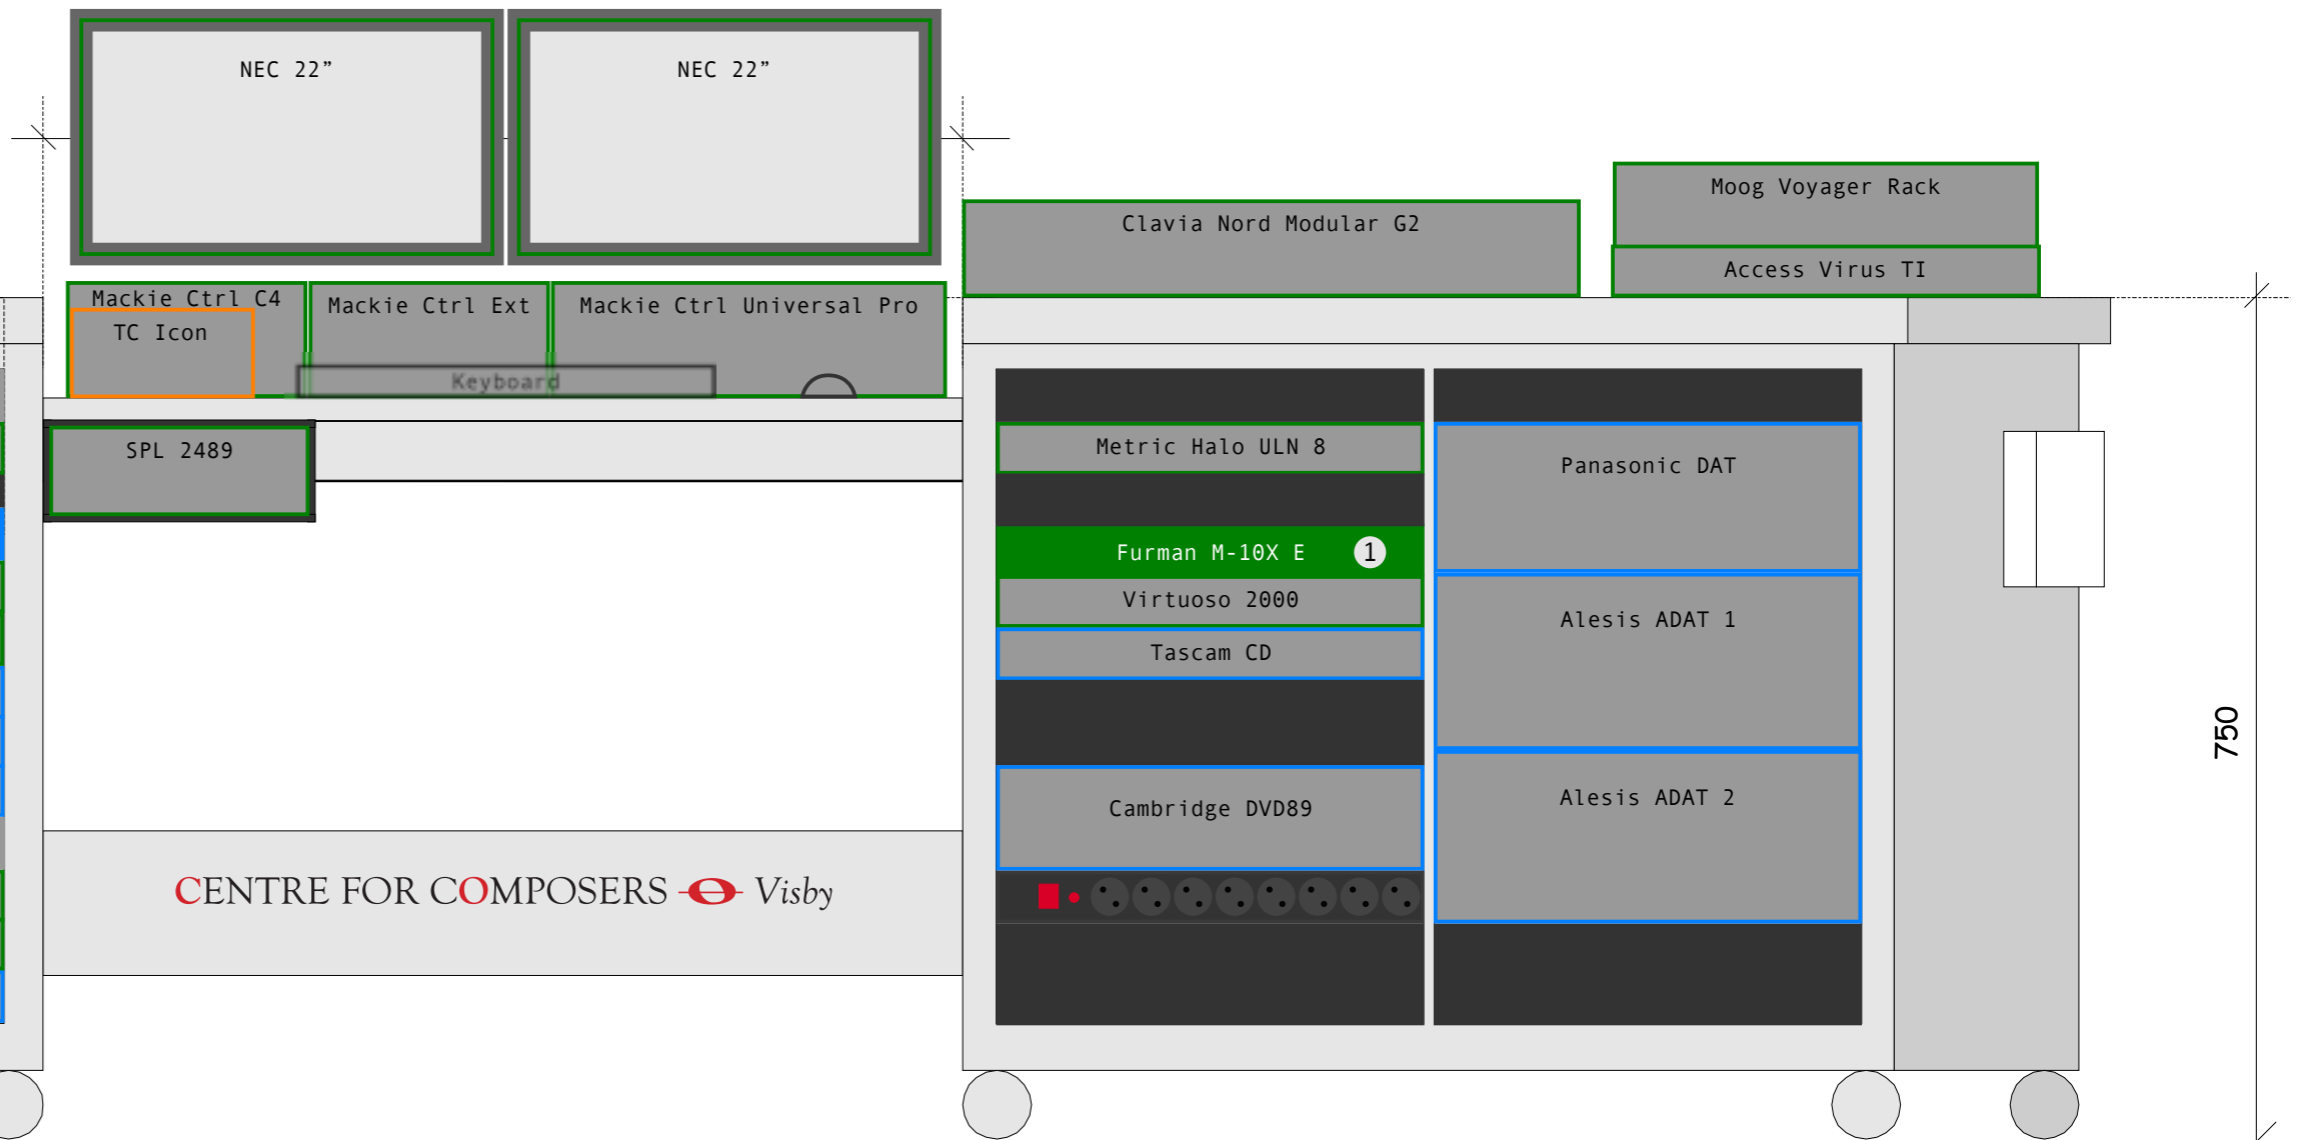 NEC 22”
NEC 22”
Moog Voyager Rack
Clavia Nord Modular G2
Access Virus TI
Mackie Ctrl C4
Mackie Ctrl Ext
Mackie Ctrl Universal Pro
TC Icon
Keyboard
SPL 2489
Metric Halo ULN 8
Panasonic DAT
Furman M-10X E 1
Virtuoso 2000
Alesis ADAT 1
Tascam CD
750
Cambridge DVD89
Alesis ADAT 2
CENTRE FOR COMPOSERS Visby